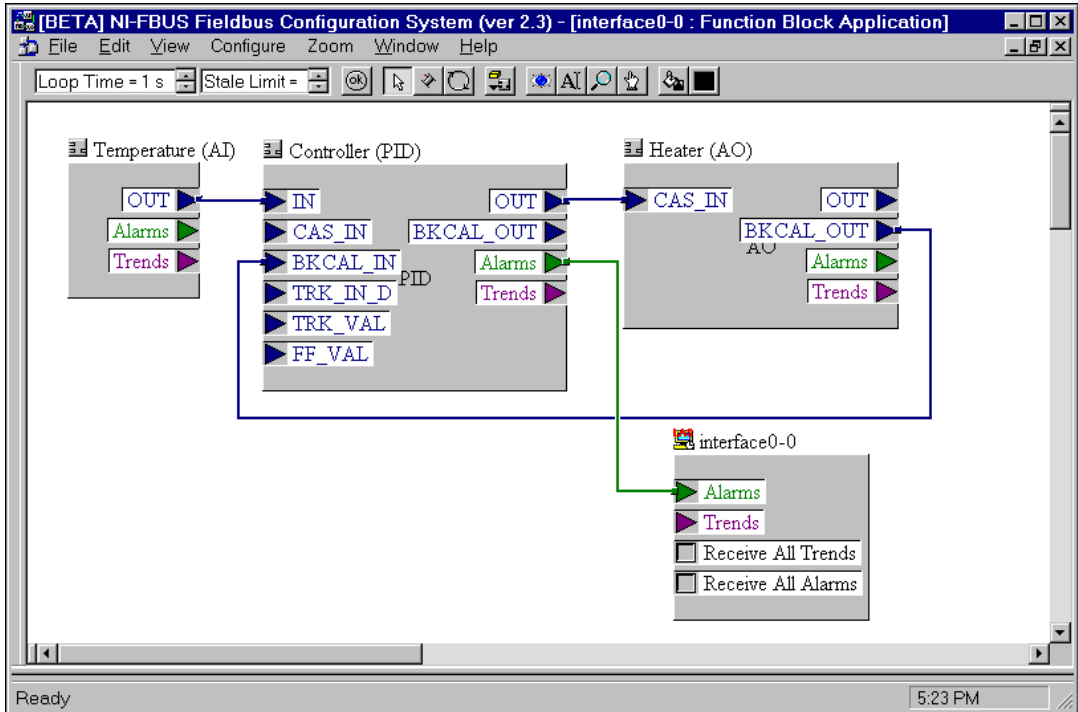 [BETA] NI-FBUS Fieldbus Configuration System (ver 2.3) - [interface0-0 : Function Block Application]
File Edit View Configure Zoom Window Help
Loop Time = 1 s Stale Limit = OK AI
Temperature (AI)
OUT
Alarms
Trends
Controller (PID)
IN
CAS_IN
BKCAL_IN
TRK_IN_D
TRK_VAL
FF_VAL
PID
OUT
BKCAL_OUT
Alarms
Trends
Heater (AO)
CAS_IN
AO
OUT
BKCAL_OUT
Alarms
Trends
interface0-0
Alarms
Trends
Receive All Trends
Receive All Alarms
Ready 5:23 PM